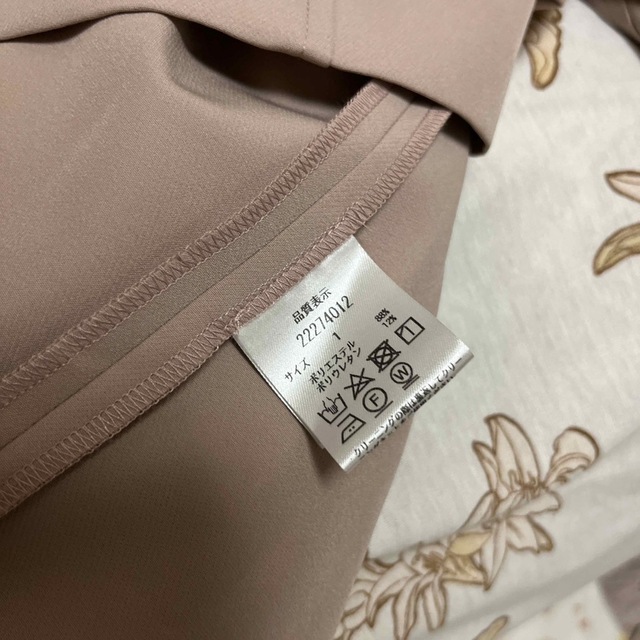 品質表示
22274012
サイズ 1
ポリエステル 88%
ポリウレタン 12%
F W